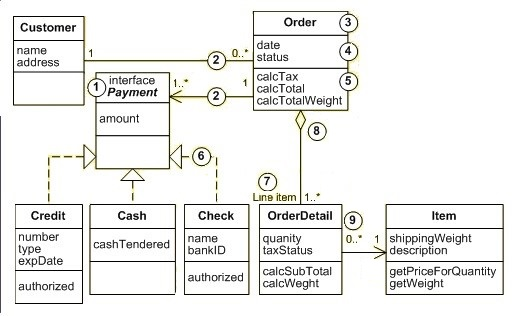 Customer
name
address
1
2
0..*
Order
3
date
status
4
calcTax
calcTotal
calcTotalWeight
5
1
interface
Payment
amount
1..*
2
1
6
8
7
Line item
1..*
Credit
number
type
expDate
authorized
Cash
cashTendered
Check
name
bankID
authorized
OrderDetail
quanity
taxStatus
calcSubTotal
calcWeght
9
0..*
1
Item
shippingWeight
description
getPriceForQuantity
getWeight